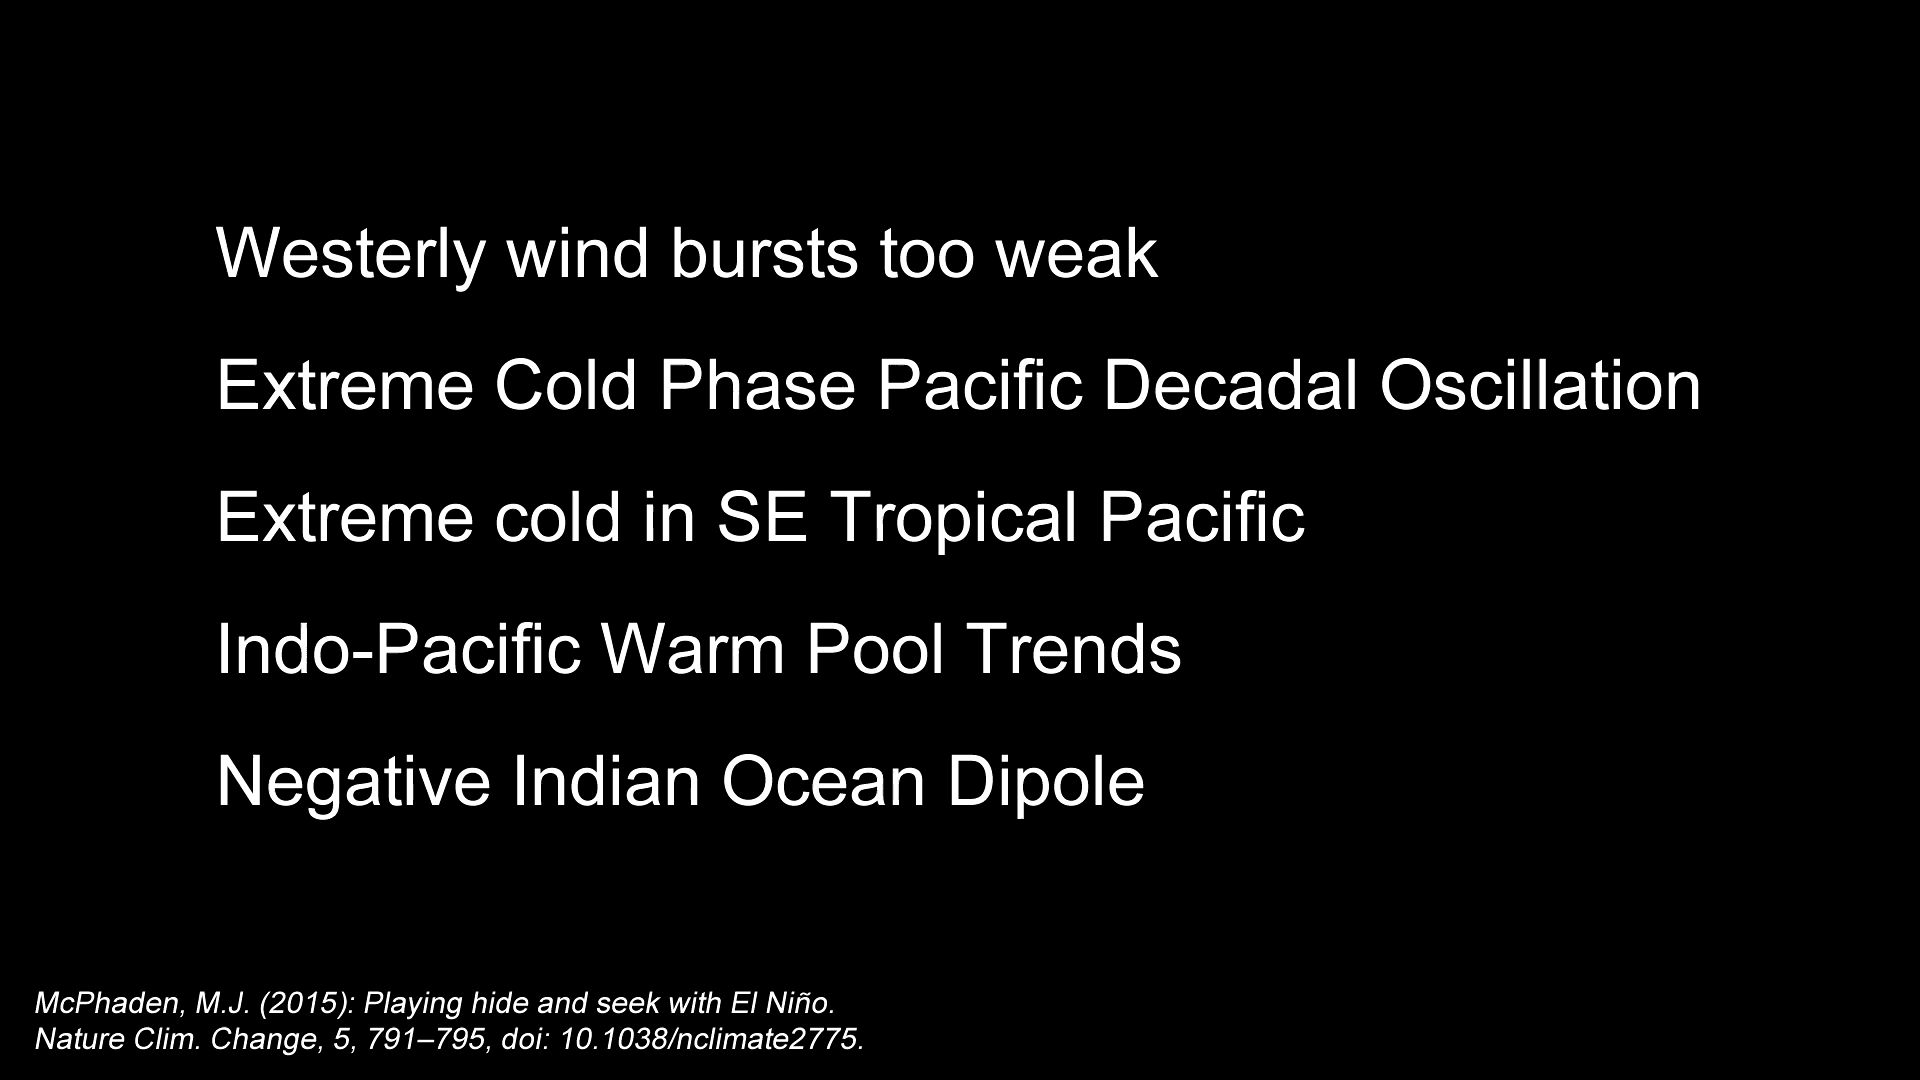 Westerly wind bursts too weak
Extreme Cold Phase Pacific Decadal Oscillation
Extreme cold in SE Tropical Pacific
Indo-Pacific Warm Pool Trends
Negative Indian Ocean Dipole
McPhaden, M.J. (2015): Playing hide and seek with El Niño.
Nature Clim. Change, 5, 791–795, doi: 10.1038/nclimate2775.